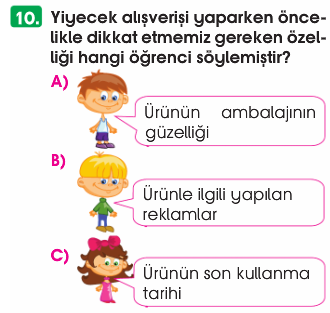 10. Yiyecek alışverişi yaparken önce-
likle dikkat etmemiz gereken özel-
liği hangi öğrenci söylemiştir?
A)
Ürünün ambalajının
güzelliği
B)
Ürünle ilgili yapılan
reklamlar
C)
Ürünün son kullanma
tarihi